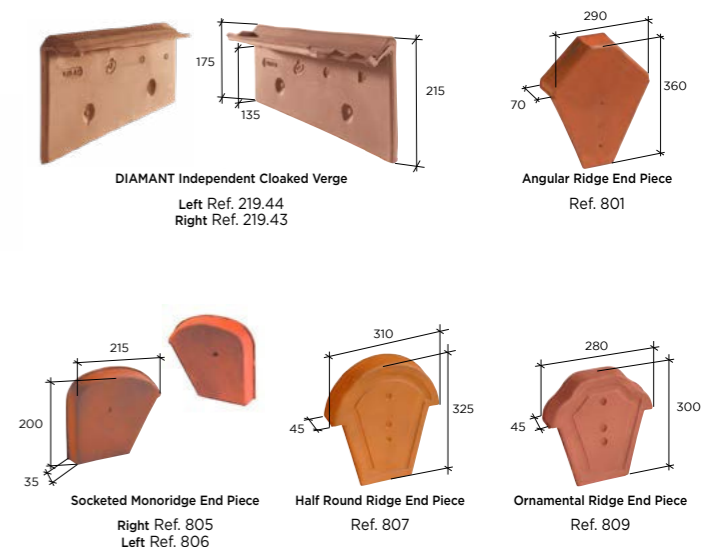 290
175
215
360
70
135
DIAMANT Independent Cloaked Verge
Left Ref. 219.44
Right Ref. 219.43
Angular Ridge End Piece
Ref. 801
215
310
280
200
325
300
45
45
35
Socketed Monoridge End Piece
Right Ref. 805
Left Ref. 806
Half Round Ridge End Piece
Ref. 807
Ornamental Ridge End Piece
Ref. 809